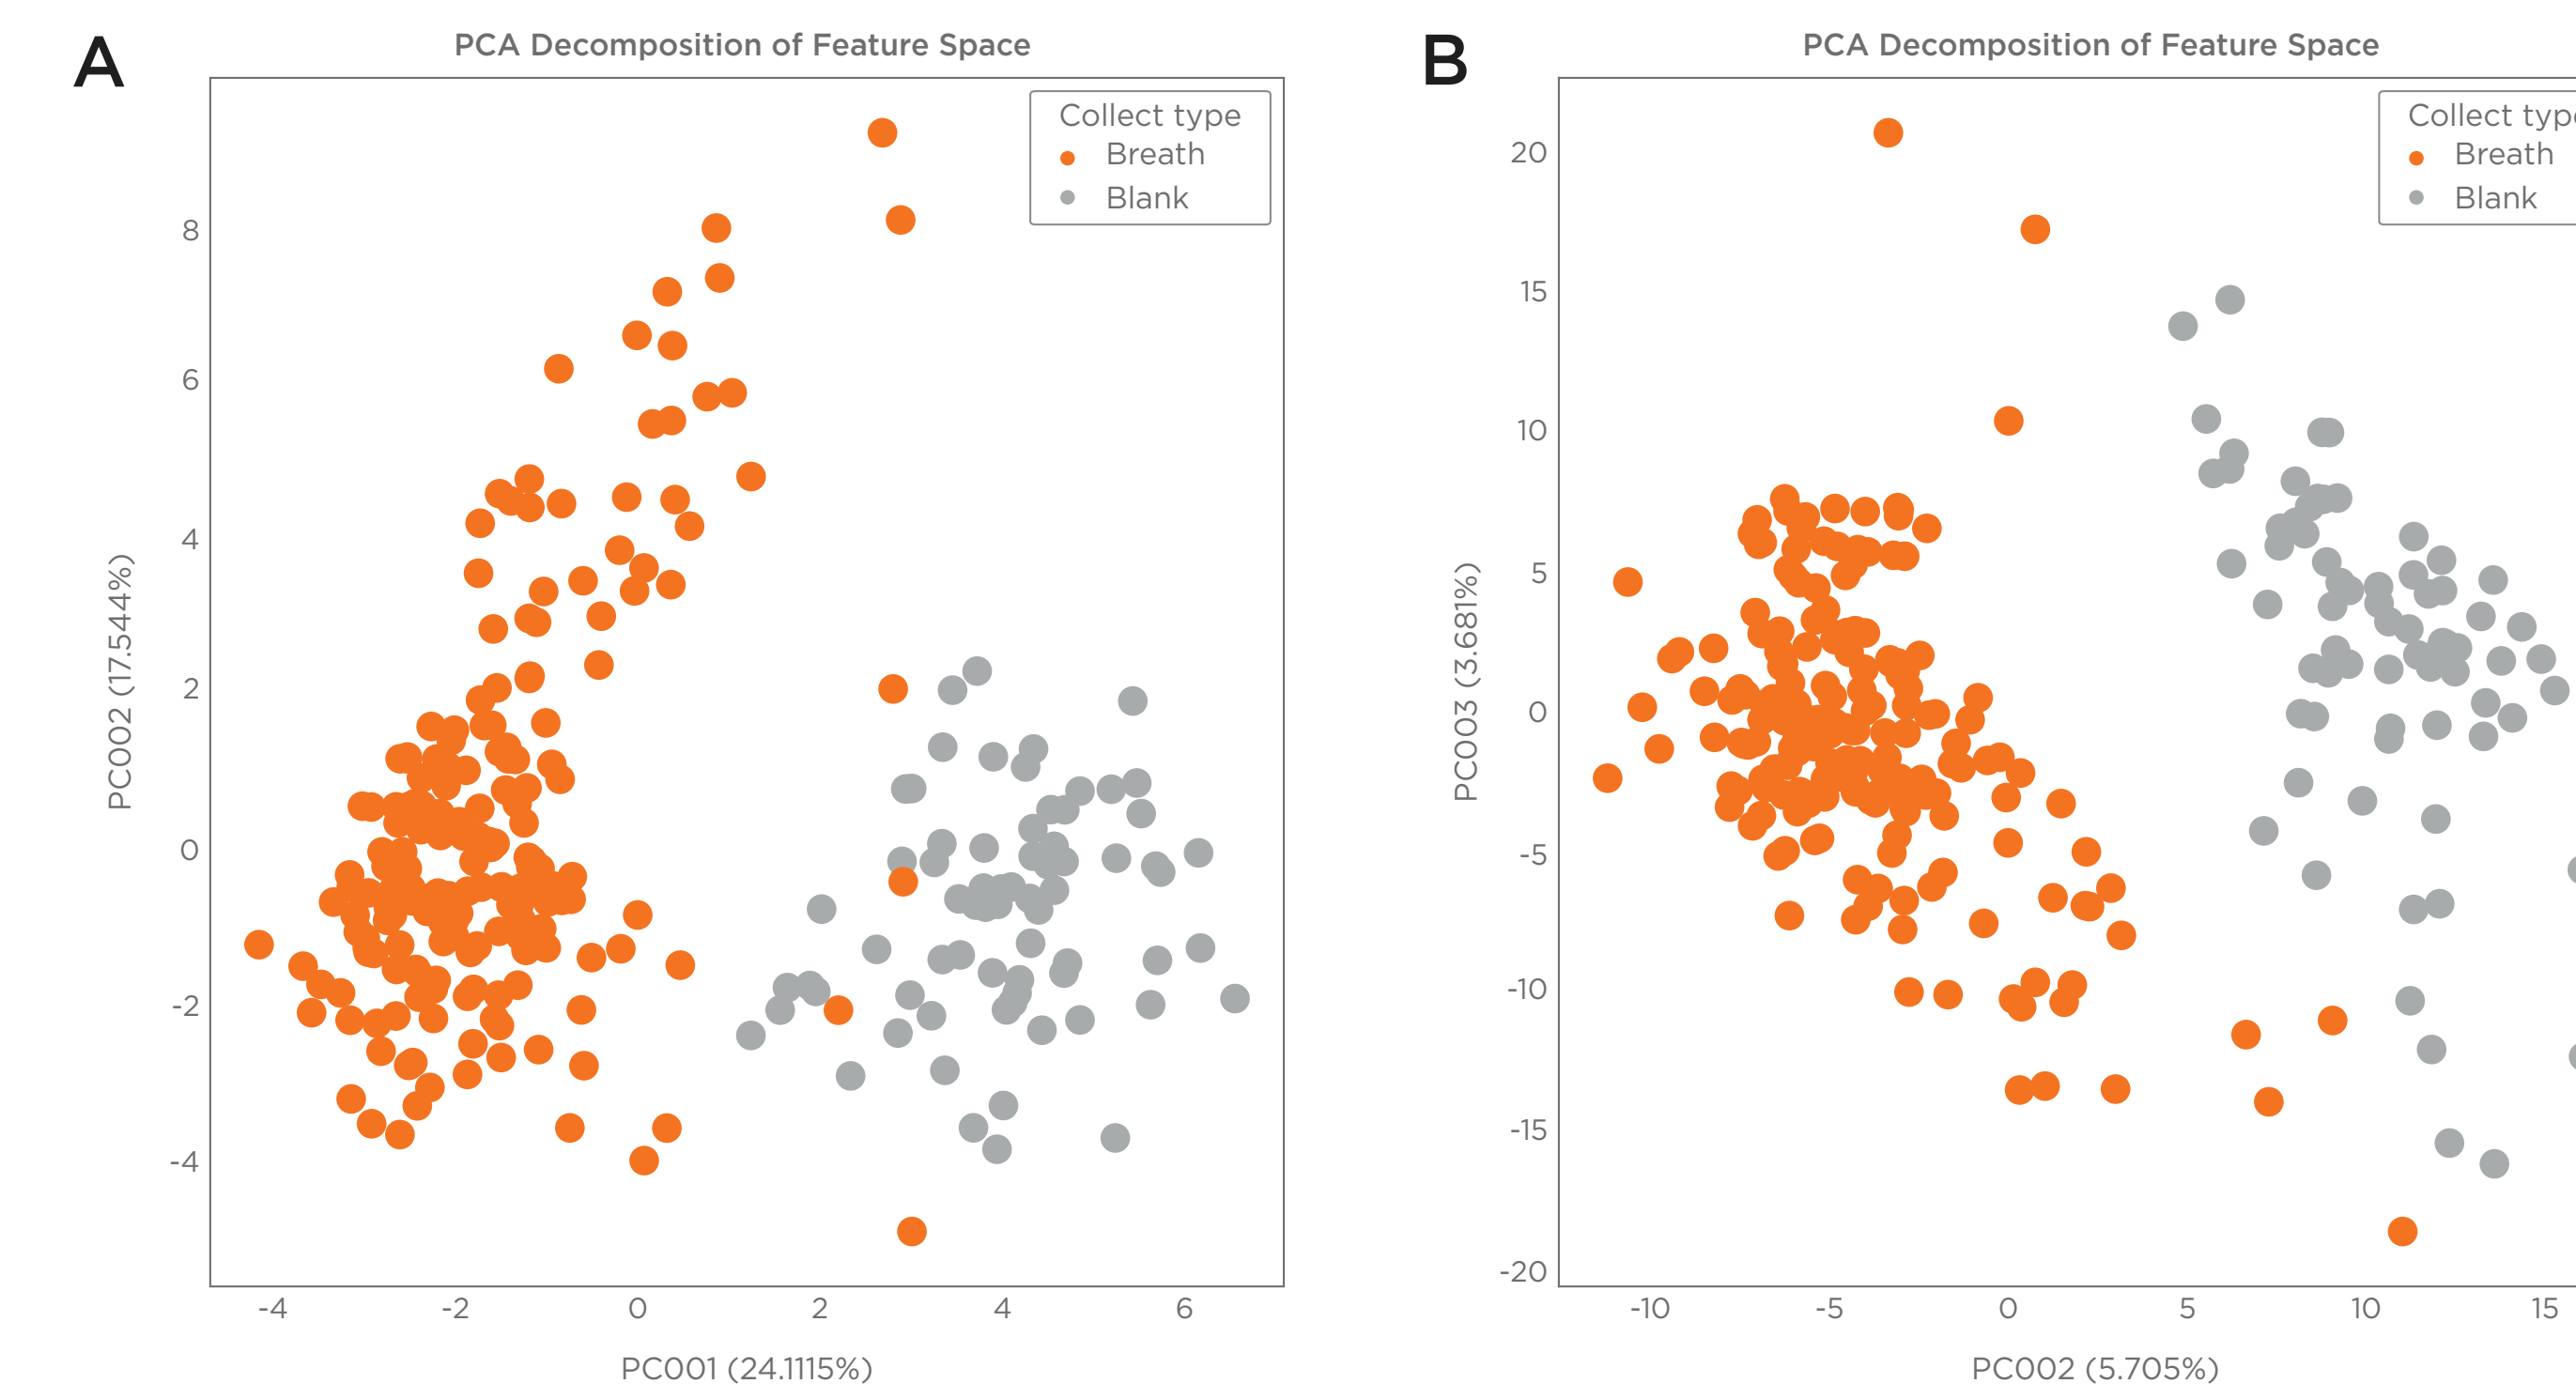 A
PCA Decomposition of Feature Space
Collect type
Breath
Blank
8
6
4
2
0
-2
-4
PC002 (17.544%)
-4
-2
0
2
4
6
PC001 (24.1115%)
B
PCA Decomposition of Feature Space
Collect type
Breath
Blank
20
15
10
5
0
-5
-10
-15
-20
PC003 (3.681%)
-10
-5
0
5
10
15
PC002 (5.705%)